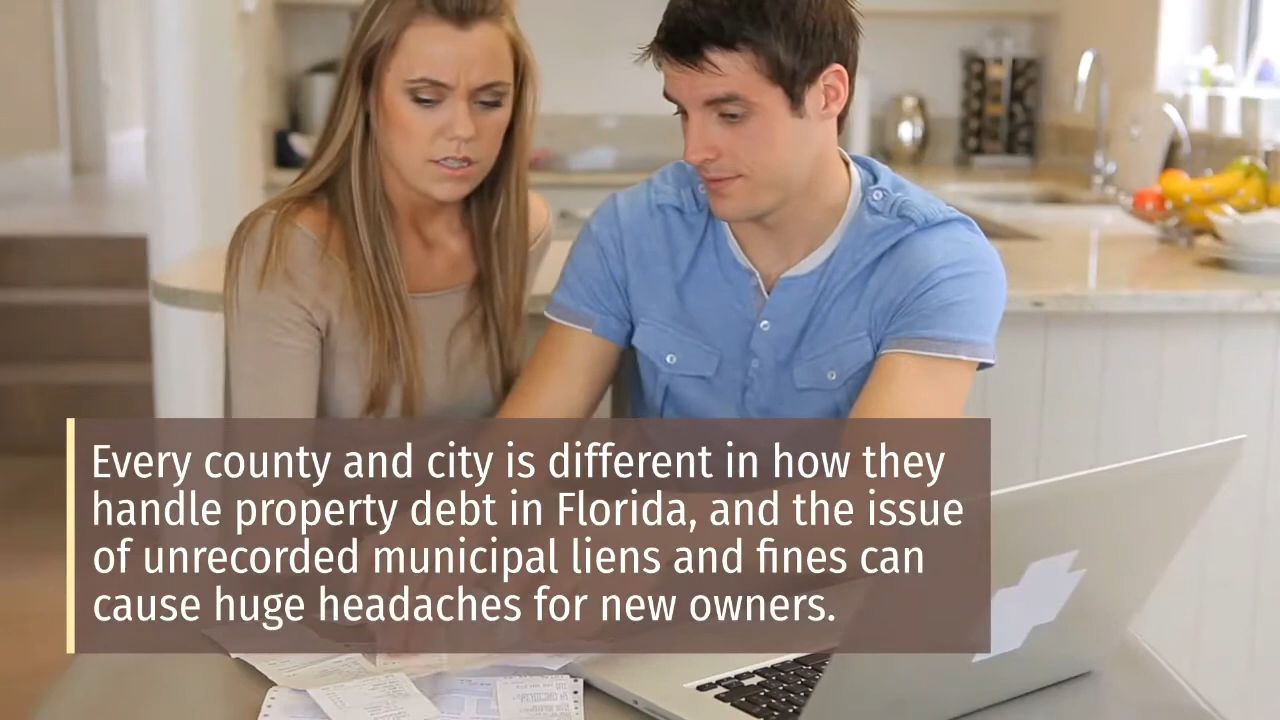 Every county and city is different in how they
handle property debt in Florida, and the issue
of unrecorded municipal liens and fines can
cause huge headaches for new owners.